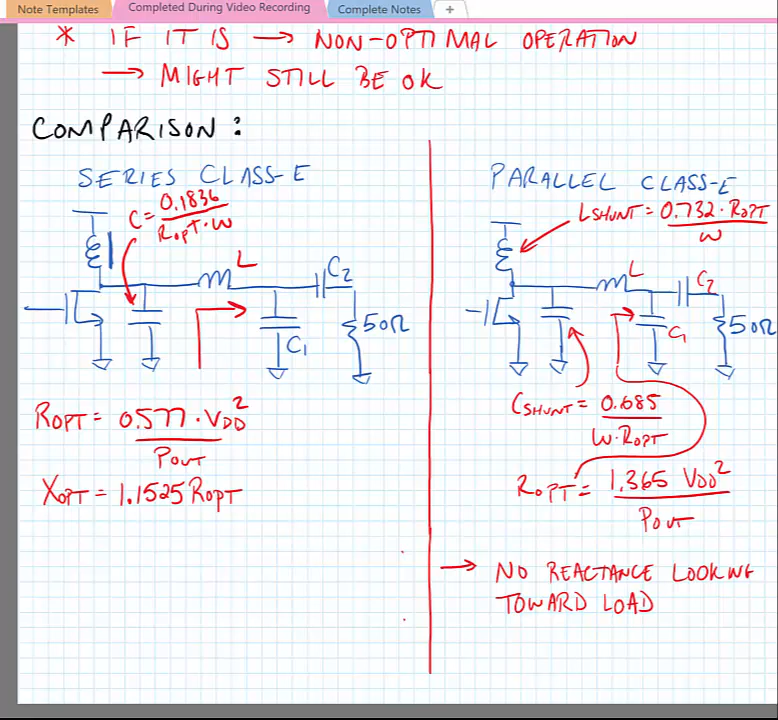 Note Templates
Completed During Video Recording
Complete Notes
+
* IF IT IS → NON-OPTIMAL OPERATION
→ MIGHT STILL BE OK
COMPARISON:
SERIES CLASS-E
C = 0.1836 / ROPT·W
L
C2
C1
50Ω
ROPT = 0.577·VDD² / POUT
XOPT = 1.1525 ROPT
PARALLEL CLASS-E
LSHUNT = 0.732·ROPT / W
L
C2
C1
50Ω
CSHUNT = 0.685 / W·ROPT
ROPT = 1.365 VDD² / POUT
→ NO REACTANCE LOOKING
TOWARD LOAD